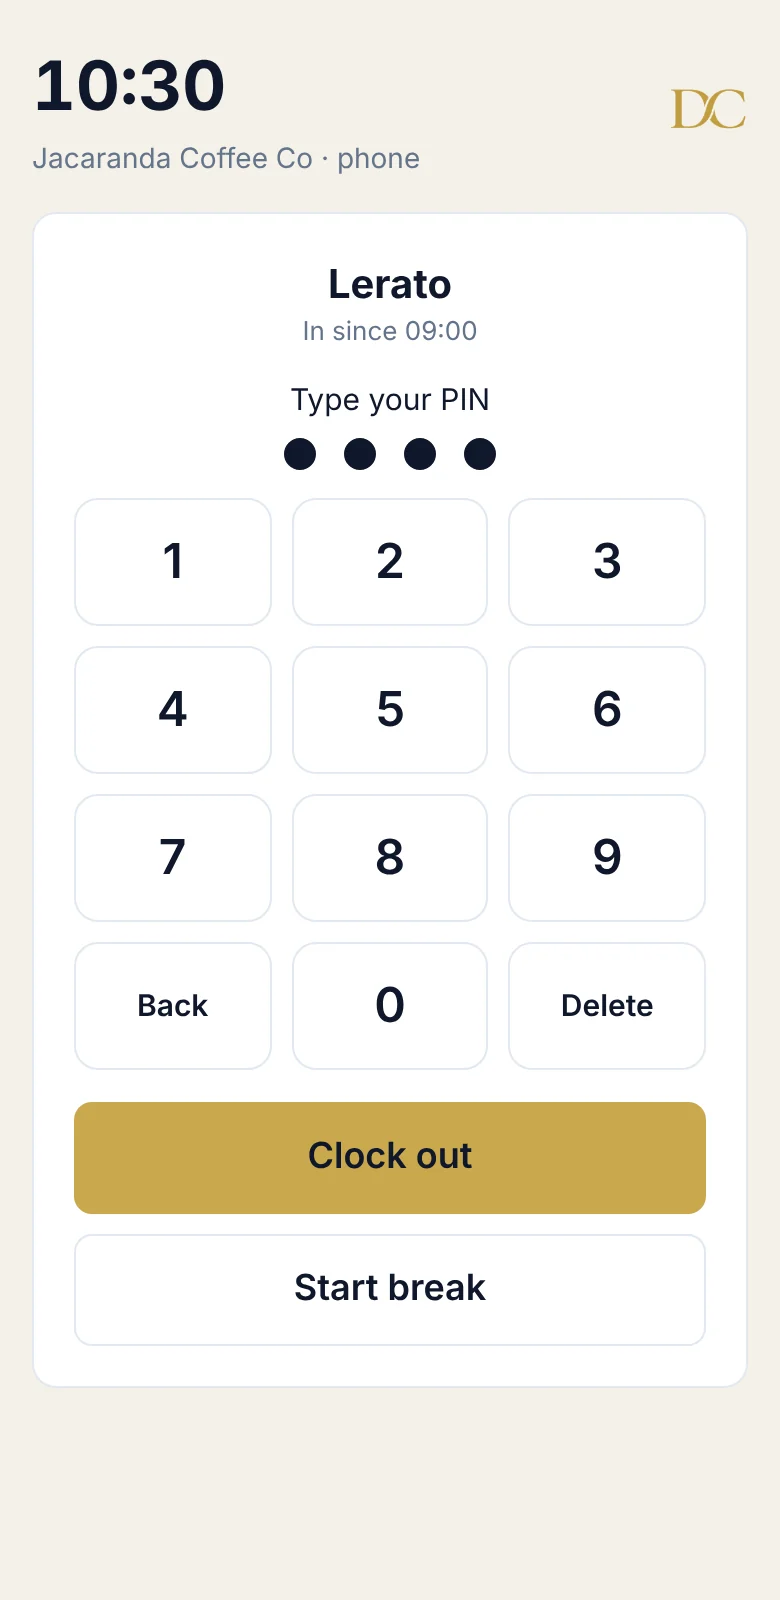 10:30
DC
Jacaranda Coffee Co · phone
Lerato
In since 09:00
Type your PIN
1 2 3
4 5 6
7 8 9
Back 0 Delete
Clock out
Start break